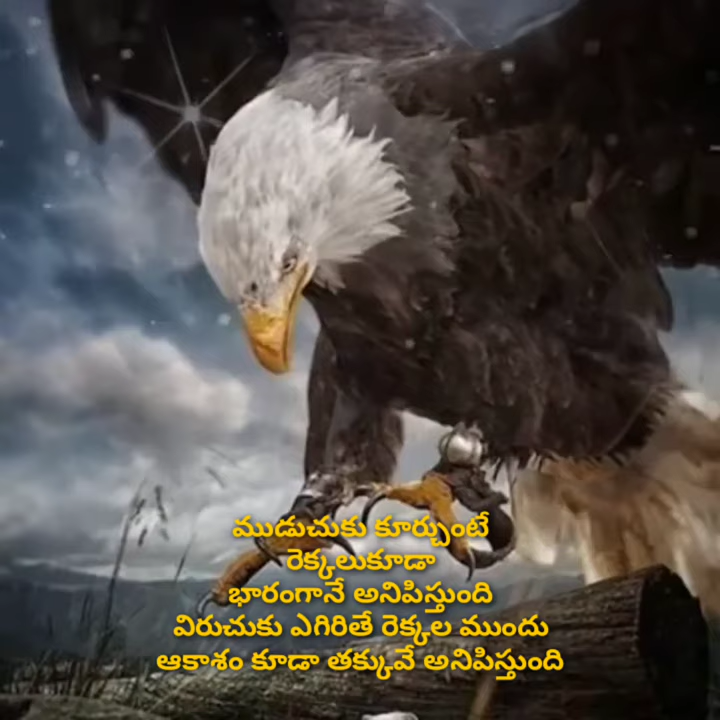 ముడుచుకు కూర్చుంటే
రెక్కలుకూడా
భారంగానే అనిపిస్తుంది
విరుచుకు ఎగిరితే రెక్కల ముందు
ఆకాశం కూడా తక్కువే అనిపిస్తుంది